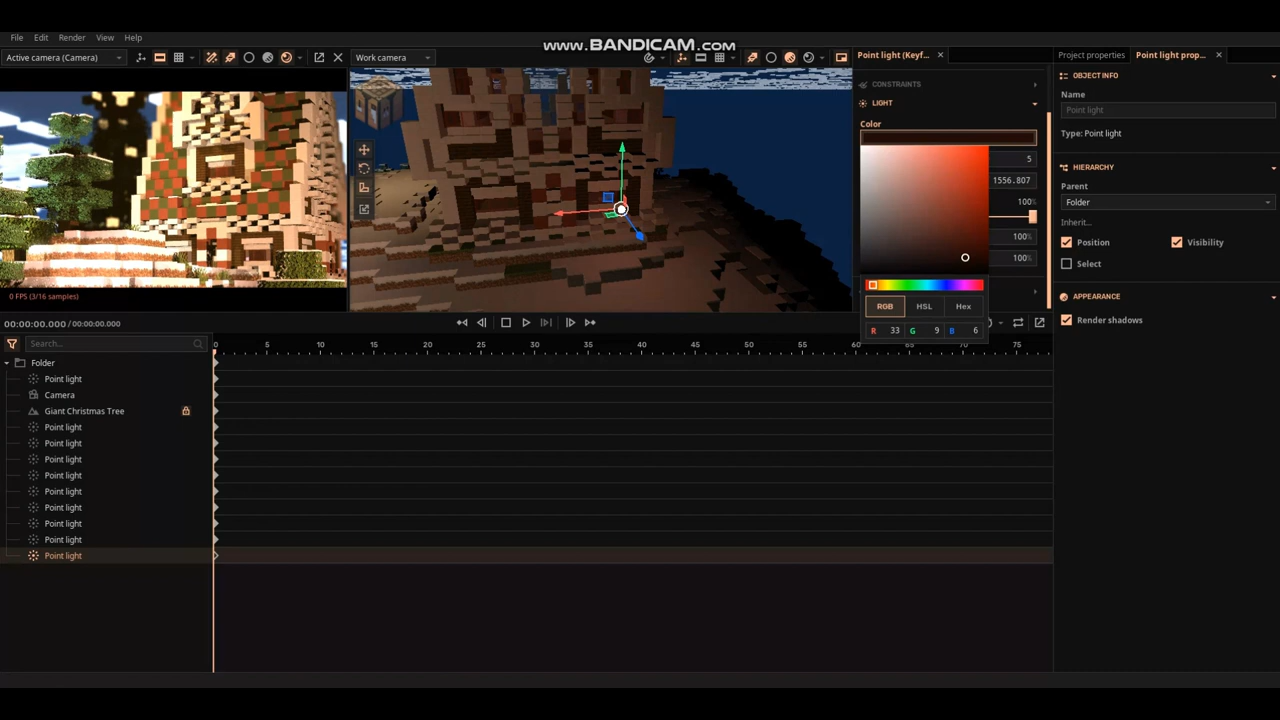 www.BANDICAM.com
File Edit Render View Help
Active camera (Camera)
Work camera
Point light (Keyf...
Project properties
Point light prop...
CONSTRAINTS
LIGHT
Color
5
1556.807
100%
100%
100%
RGB HSL Hex
R 33 G 9 B 6
OBJECT INFO
Name
Point light
Type: Point light
HIERARCHY
Parent
Folder
Inherit...
Position
Visibility
Select
APPEARANCE
Render shadows
0 FPS (3/16 samples)
00:00:00.000 / 00:00:00.000
Search...
0 5 10 15 20 25 30 35 40 45 50 55 60 65 70 75
Folder
Point light
Camera
Giant Christmas Tree
Point light
Point light
Point light
Point light
Point light
Point light
Point light
Point light
Point light